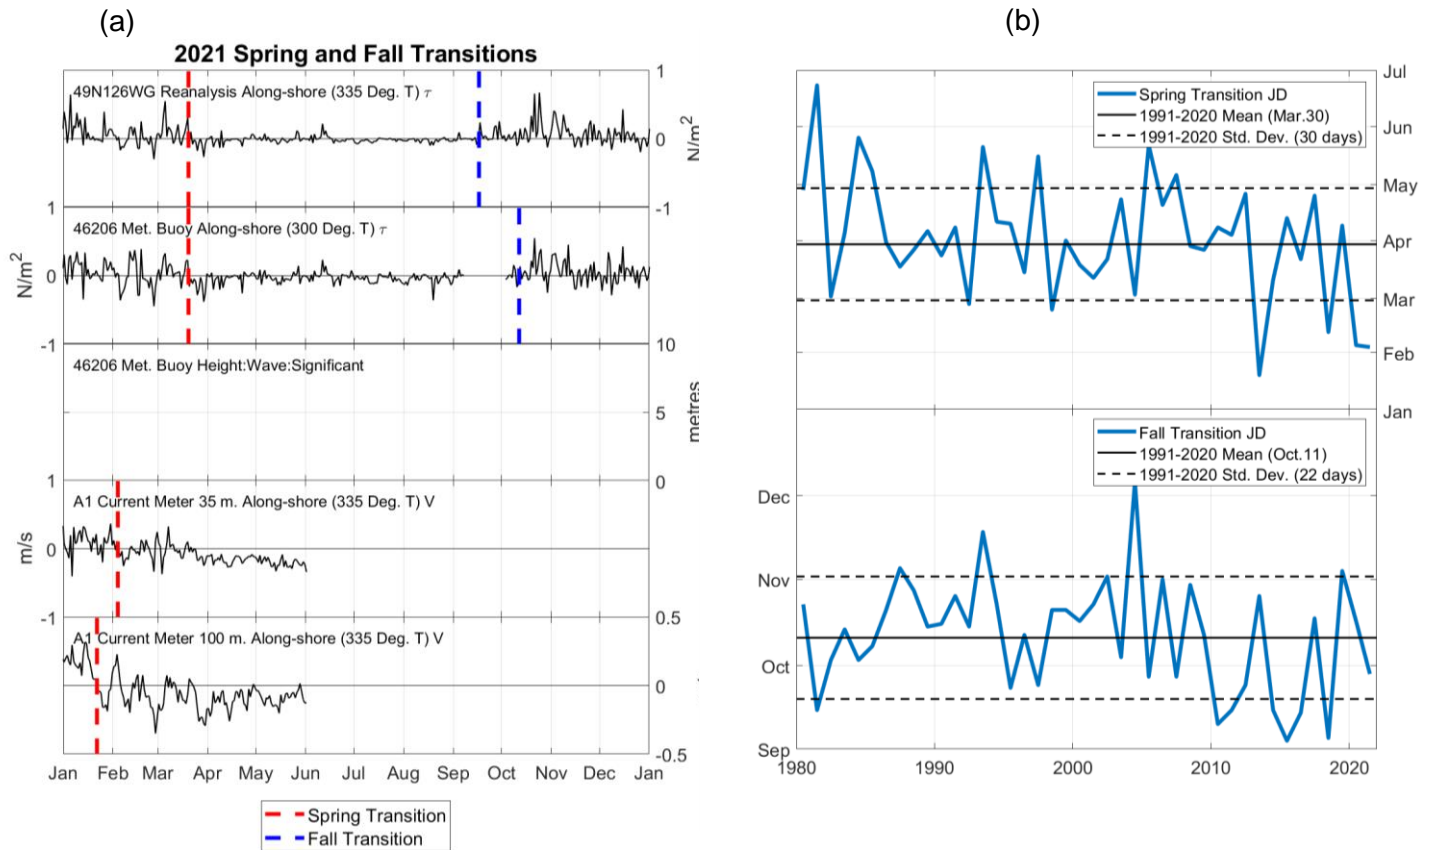 (a)
2021 Spring and Fall Transitions
49N126WG Reanalysis Along-shore (335 Deg. T) τ
1
0
-1
N/m²
46206 Met. Buoy Along-shore (300 Deg. T) τ
1
0
-1
N/m²
46206 Met. Buoy Height:Wave:Significant
10
5
0
metres
A1 Current Meter 35 m. Along-shore (335 Deg. T) V
1
0
-1
m/s
A1 Current Meter 100 m. Along-shore (335 Deg. T) V
0.5
0
-0.5
Jan Feb Mar Apr May Jun Jul Aug Sep Oct Nov Dec Jan
Spring Transition
Fall Transition
(b)
Spring Transition JD
1991-2020 Mean (Mar.30)
1991-2020 Std. Dev. (30 days)
Jul
Jun
May
Apr
Mar
Feb
Jan
Fall Transition JD
1991-2020 Mean (Oct.11)
1991-2020 Std. Dev. (22 days)
Dec
Nov
Oct
Sep
1980 1990 2000 2010 2020